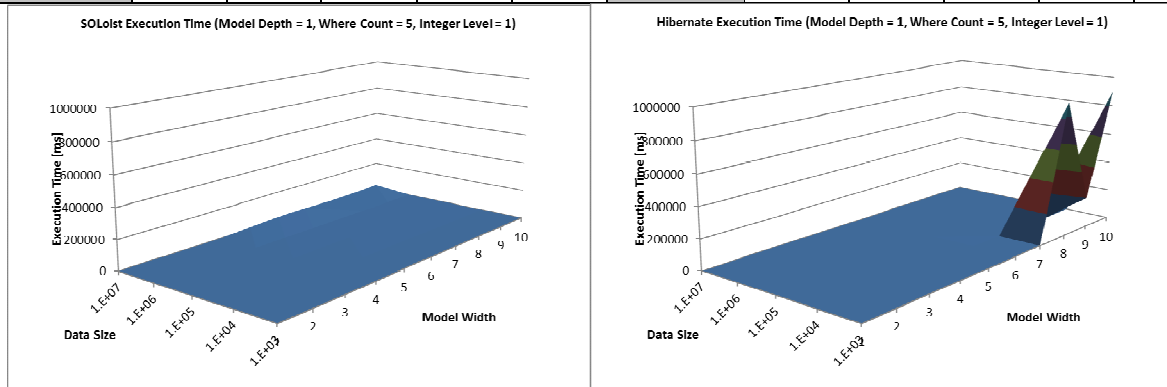 SOLoist Execution Time (Model Depth = 1, Where Count = 5, Integer Level = 1)
Execution Time [ms]
1000000
800000
600000
400000
200000
0
1.E+07
1.E+06
1.E+05
1.E+04
1.E+03
Data Size
2
3
4
5
6
7
8
9
10
Model Width
Hibernate Execution Time (Model Depth = 1, Where Count = 5, Integer Level = 1)
Execution Time [ms]
1000000
800000
600000
400000
200000
0
1.E+07
1.E+06
1.E+05
1.E+04
1.E+03
Data Size
2
3
4
5
6
7
8
9
10
Model Width